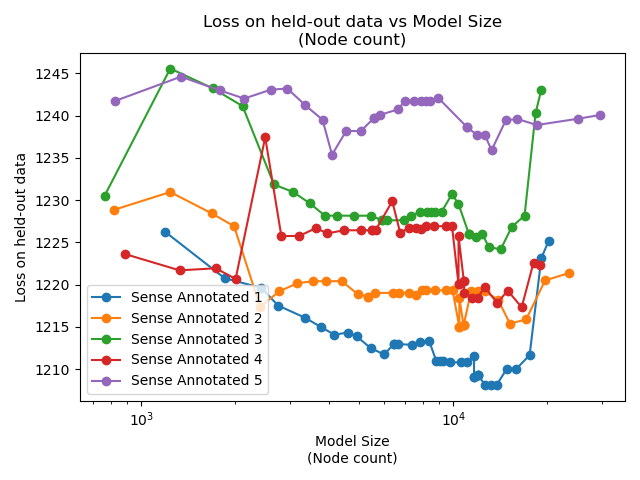 Loss on held-out data vs Model Size
(Node count)
Loss on held-out data
1245
1240
1235
1230
1225
1220
1215
1210
Sense Annotated 1
Sense Annotated 2
Sense Annotated 3
Sense Annotated 4
Sense Annotated 5
10³
10⁴
Model Size
(Node count)